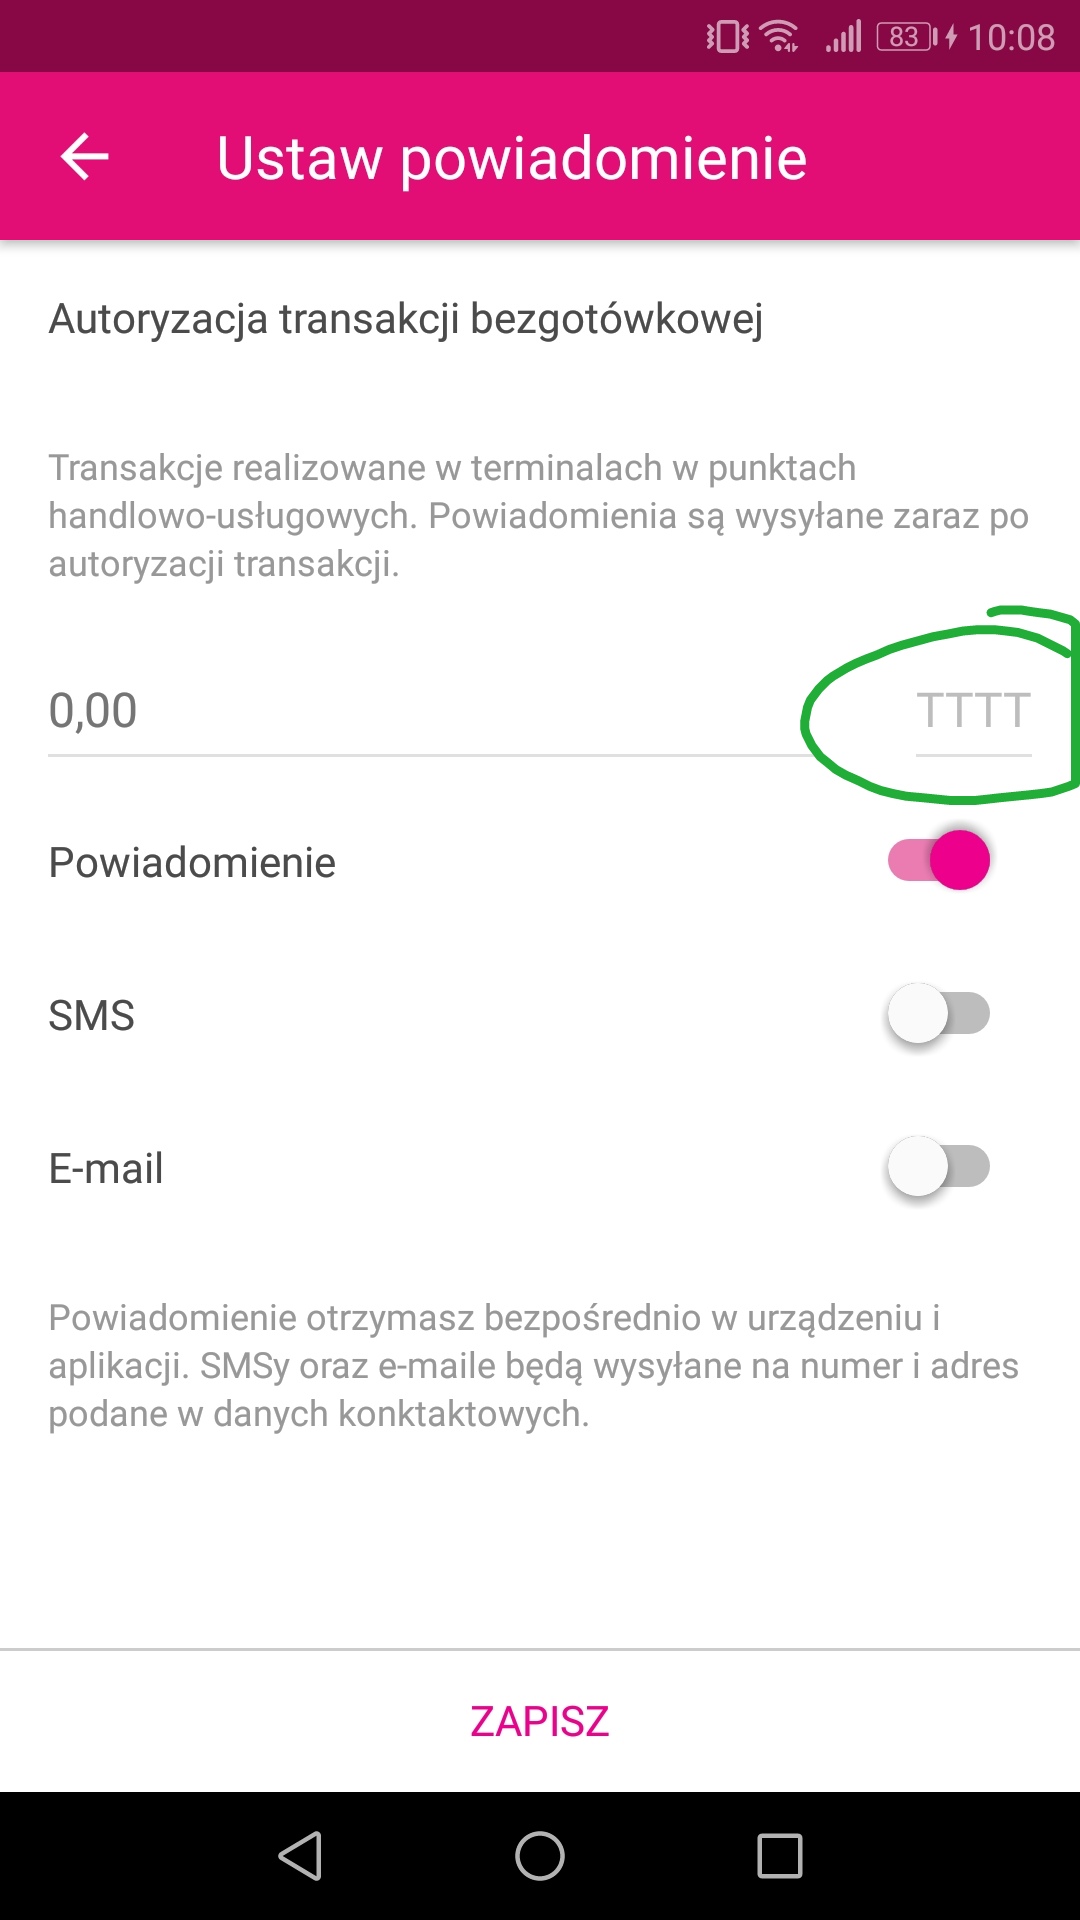 83 10:08
Ustaw powiadomienie
Autoryzacja transakcji bezgotówkowej
Transakcje realizowane w terminalach w punktach
handlowo-usługowych. Powiadomienia są wysyłane zaraz po
autoryzacji transakcji.
0,00 TTTT
Powiadomienie
SMS
E-mail
Powiadomienie otrzymasz bezpośrednio w urządzeniu i
aplikacji. SMSy oraz e-maile będą wysyłane na numer i adres
podane w danych konktaktowych.
ZAPISZ